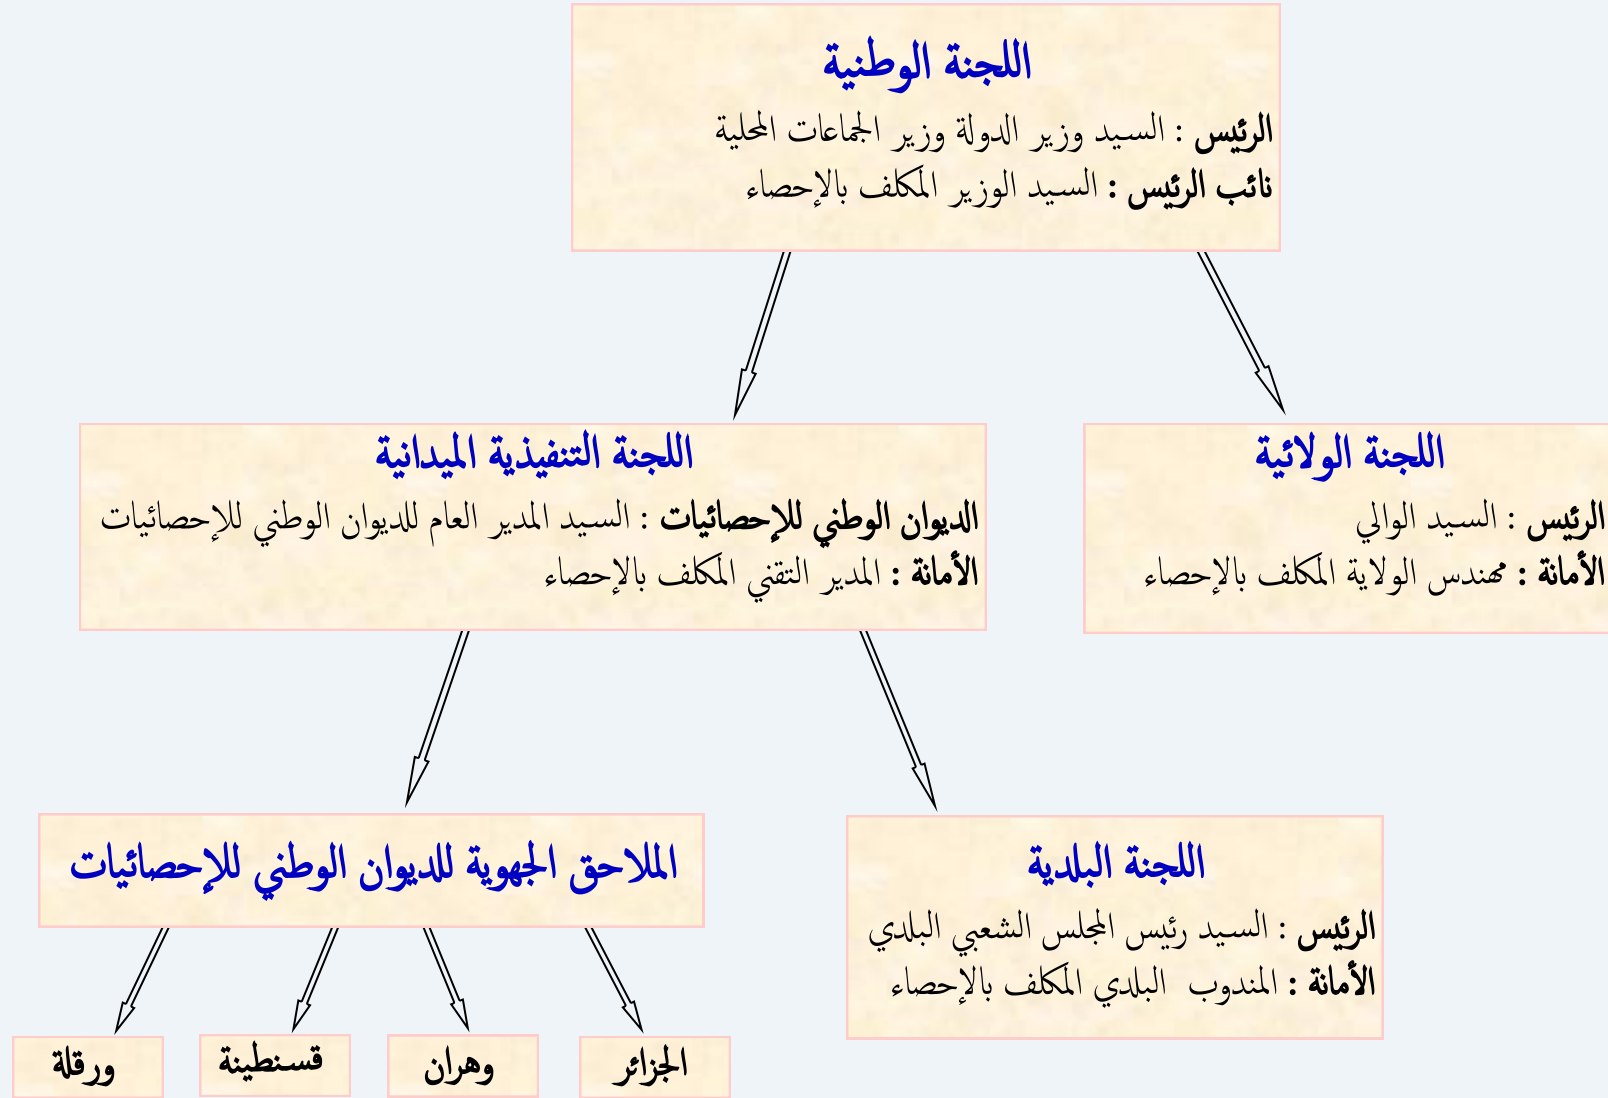 اللجنة الوطنية
الرئيس : السيد وزير الدولة وزير الجماعات المحلية
نائب الرئيس : السيد الوزير المكلف بالإحصاء
اللجنة الولائية
الرئيس : السيد الوالي
الأمانة : مهندس الولاية المكلف بالإحصاء
اللجنة التنفيذية الميدانية
الديوان الوطني للإحصائيات : السيد المدير العام للديوان الوطني للإحصائيات
الأمانة : المدير التقني المكلف بالإحصاء
اللجنة البلدية
الرئيس : السيد رئيس المجلس الشعبي البلدي
الأمانة : المندوب البلدي المكلف بالإحصاء
الملاحق الجهوية للديوان الوطني للإحصائيات
الجزائر
وهران
قسنطينة
ورقلة